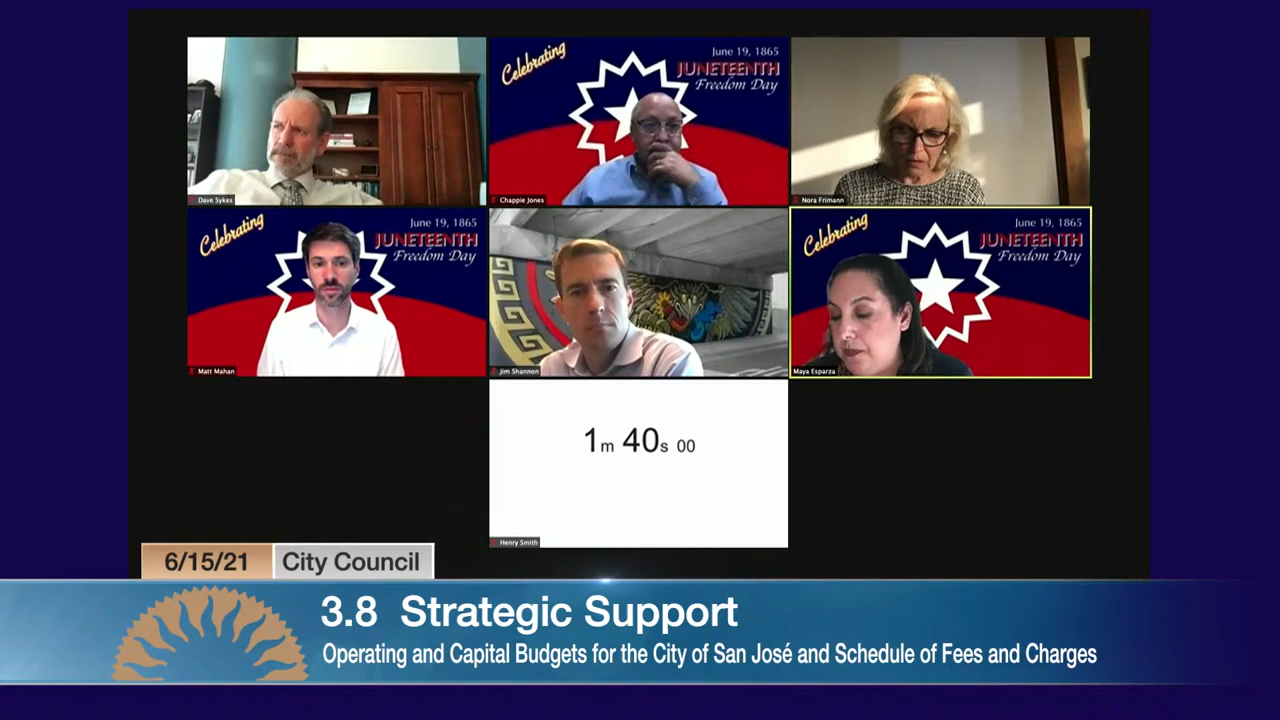 Celebrating
June 19, 1865
JUNETEENTH
Freedom Day
Dave Sykes
Chappie Jones
Nora Frimann
Celebrating
June 19, 1865
JUNETEENTH
Freedom Day
Celebrating
June 19, 1865
JUNETEENTH
Freedom Day
Matt Mahan
Jim Shannon
Maya Esparza
1m 40s 00
Henry Smith
6/15/21
City Council
3.8 Strategic Support
Operating and Capital Budgets for the City of San José and Schedule of Fees and Charges